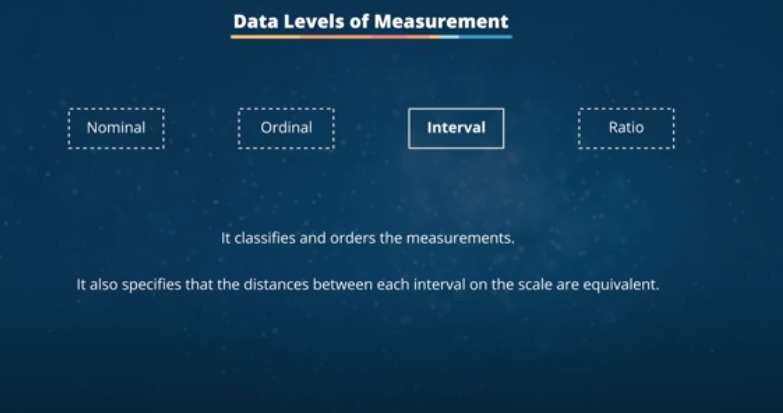 Data Levels of Measurement
Nominal
Ordinal
Interval
Ratio
It classifies and orders the measurements.
It also specifies that the distances between each interval on the scale are equivalent.